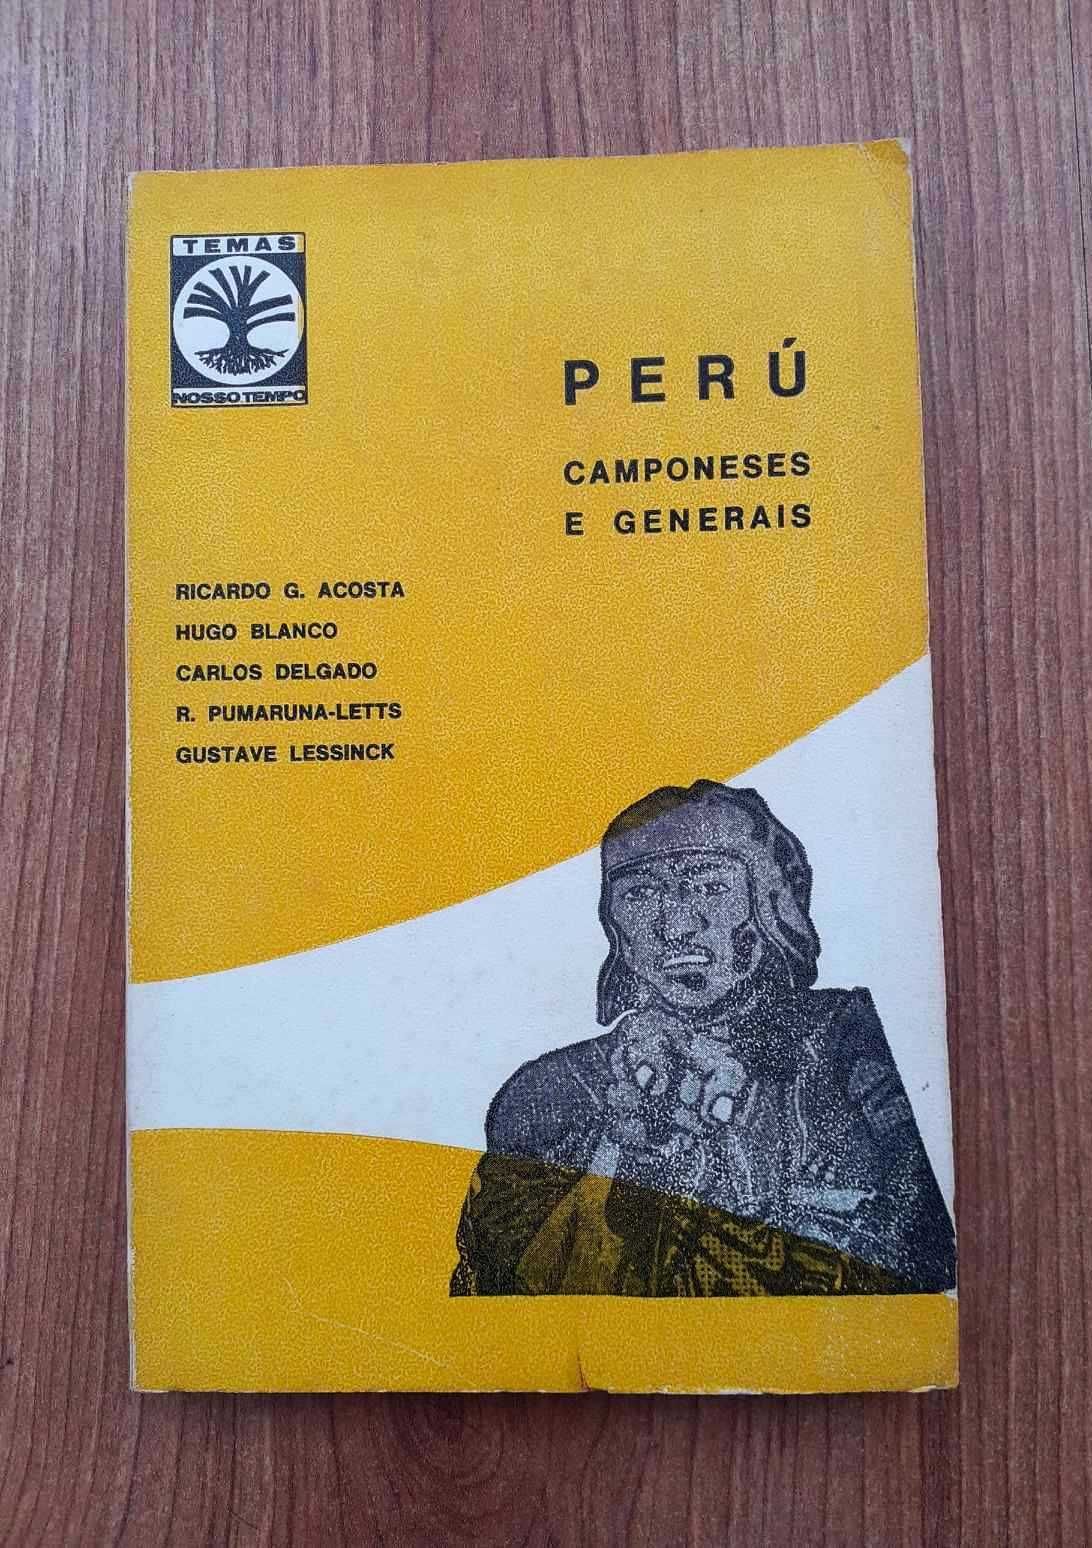 TEMAS
NOSSO TEMPO
PERÚ
CAMPONESES
E GENERAIS
RICARDO G. ACOSTA
HUGO BLANCO
CARLOS DELGADO
R. PUMARUNA-LETTS
GUSTAVE LESSINCK